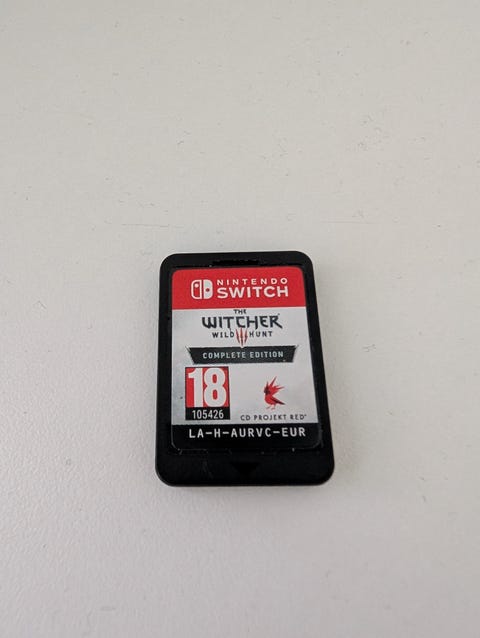 NINTENDO
SWITCH
THE
WITCHER
WILD HUNT
COMPLETE EDITION
18
105426
CD PROJEKT RED®
LA-H-AURVC-EUR